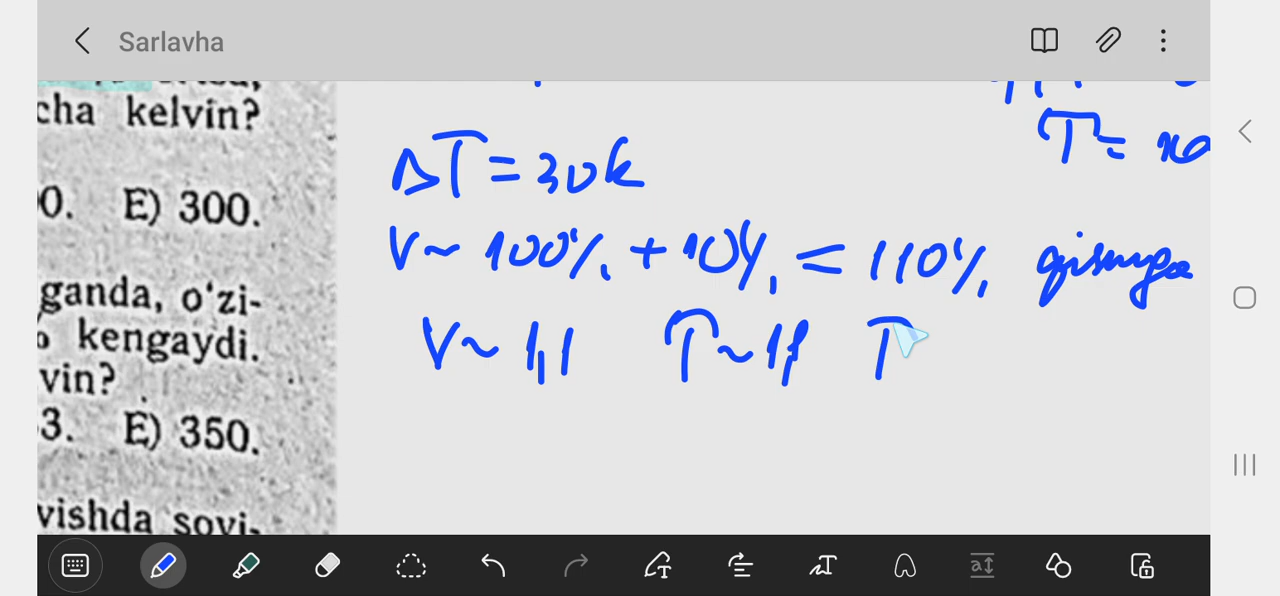 Sarlavha
cha kelvin?
0. E) 300.
ganda, o'zi-
kengaydi.
vin?
3. E) 350.
vishda sovi-
T=
ΔT=30k
V~ 100% + 10% = 110% qismga
V~ 1,1 T~1,1 T